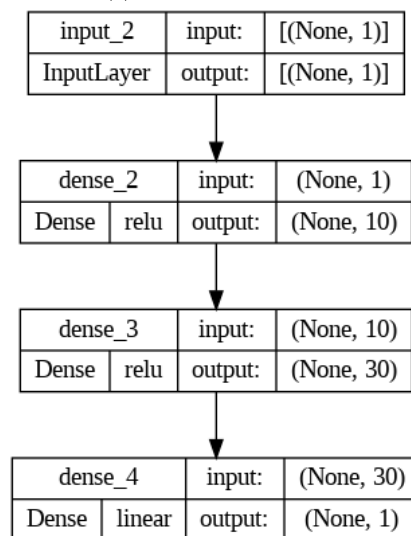 input_2 input: [(None, 1)]
InputLayer output: [(None, 1)]
dense_2 input: (None, 1)
Dense relu output: (None, 10)
dense_3 input: (None, 10)
Dense relu output: (None, 30)
dense_4 input: (None, 30)
Dense linear output: (None, 1)